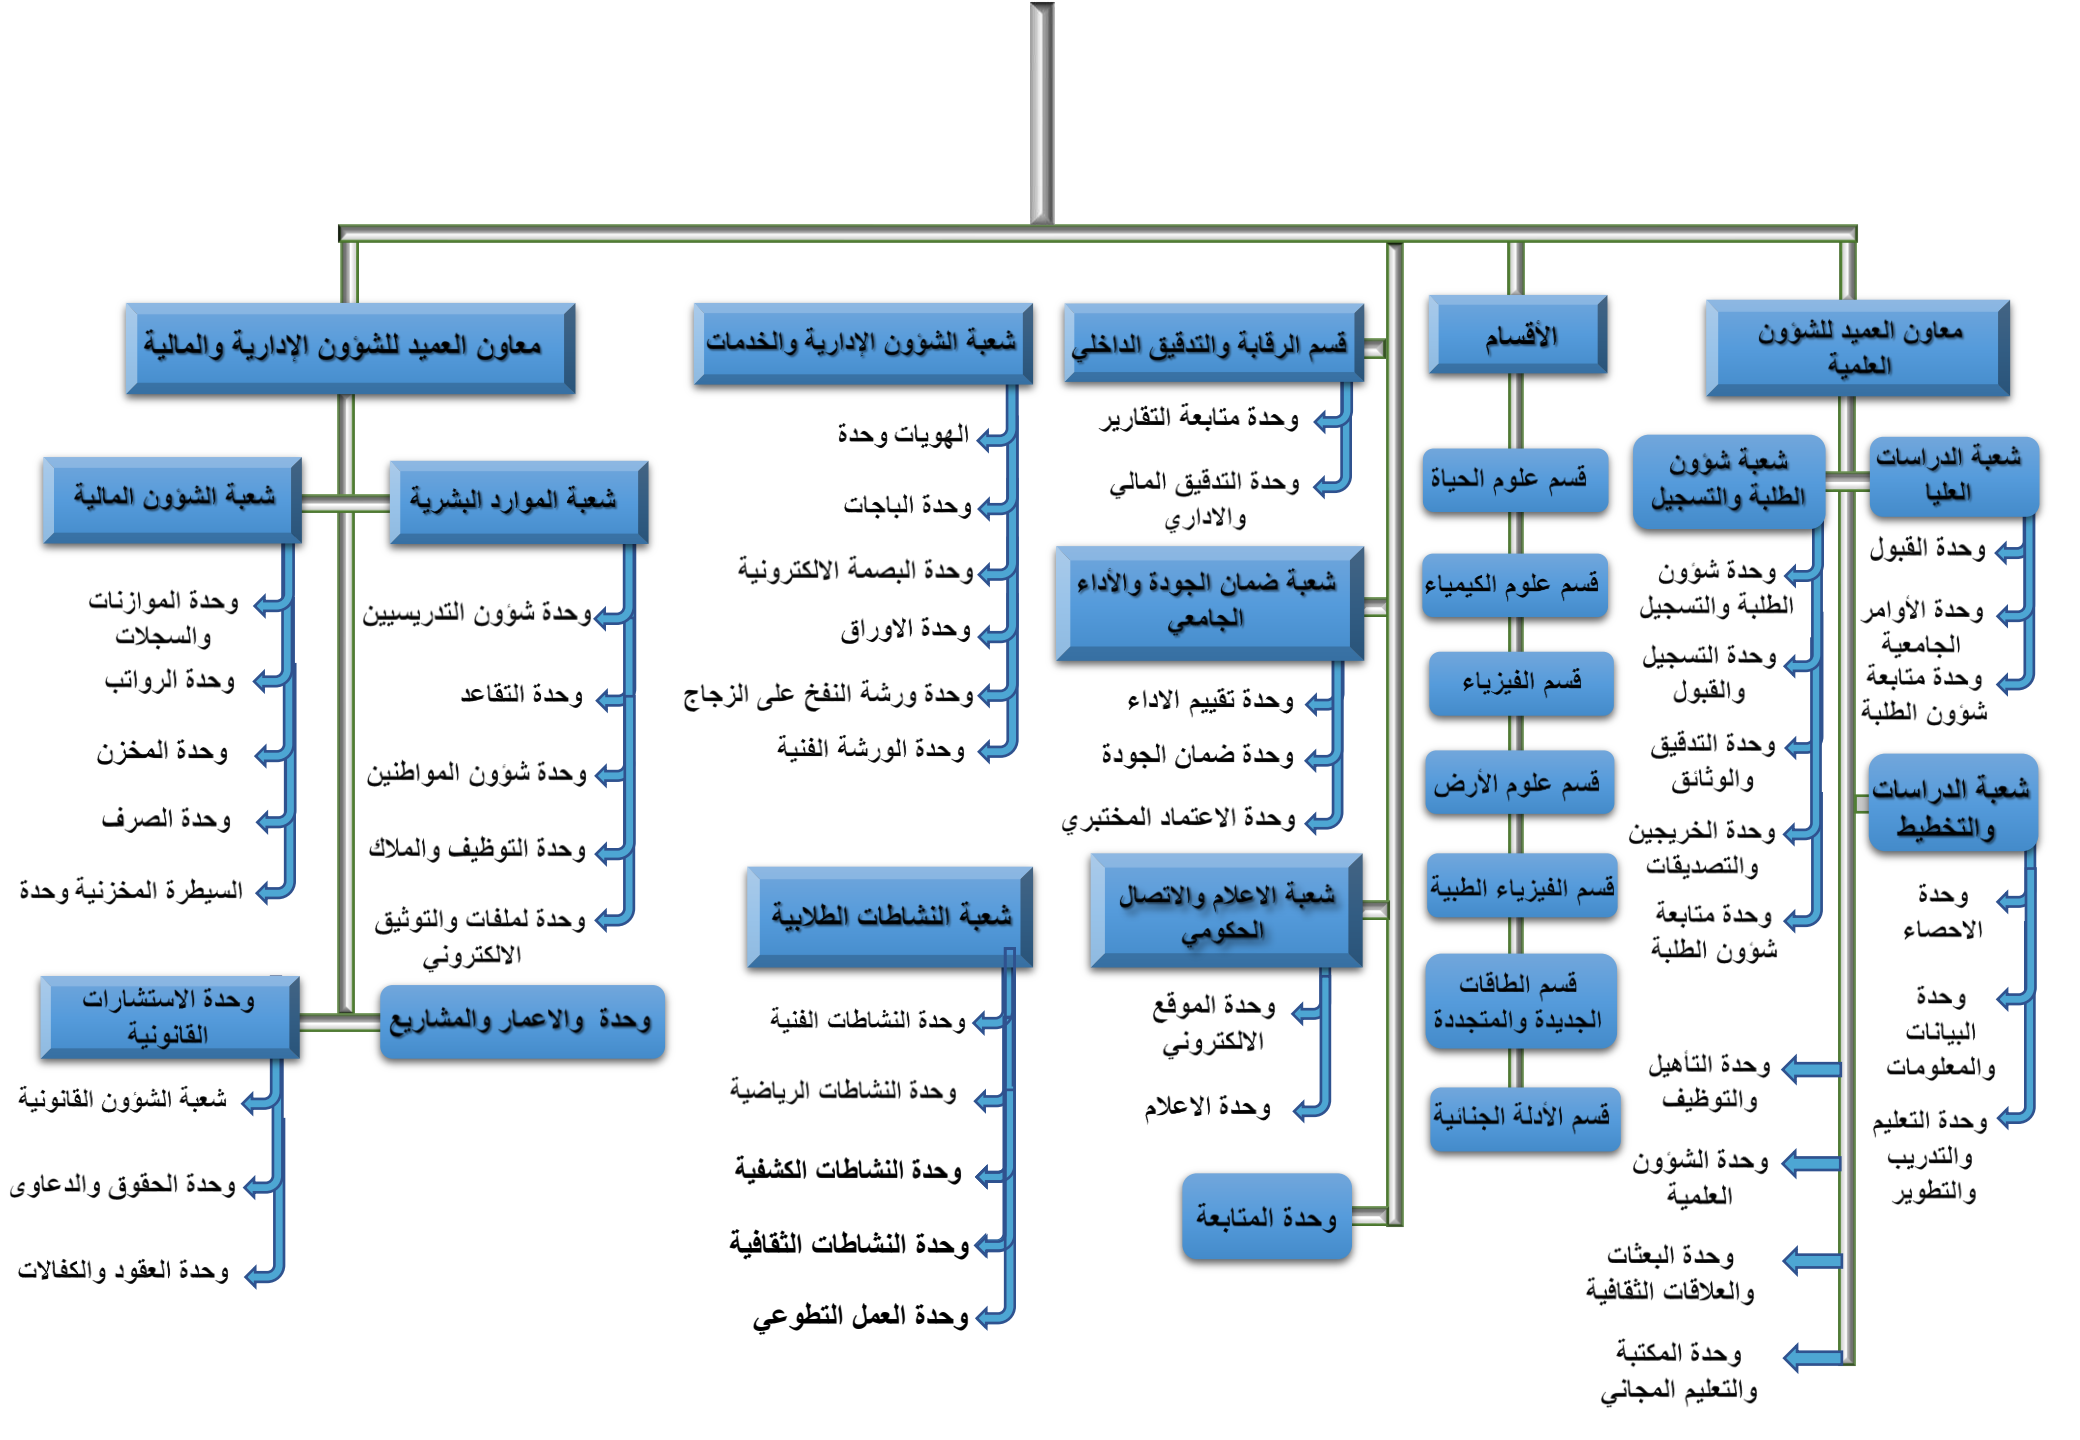 معاون العميد للشؤون
العلمية
شعبة الدراسات
العليا
وحدة القبول
وحدة الأوامر
الجامعية
وحدة متابعة
شؤون الطلبة
شعبة الدراسات
والتخطيط
وحدة
الاحصاء
وحدة
البيانات
والمعلومات
وحدة التعليم
والتدريب
والتطوير
شعبة شؤون
الطلبة والتسجيل
وحدة شؤون
الطلبة والتسجيل
وحدة التسجيل
والقبول
وحدة التدقيق
والوثائق
وحدة الخريجين
والتصديقات
وحدة متابعة
شؤون الطلبة
وحدة التأهيل
والتوظيف
وحدة الشؤون
العلمية
وحدة البعثات
والعلاقات الثقافية
وحدة المكتبة
والتعليم المجاني
الأقسام
قسم علوم الحياة
قسم علوم الكيمياء
قسم الفيزياء
قسم علوم الأرض
قسم الفيزياء الطبية
قسم الطاقات
الجديدة والمتجددة
قسم الأدلة الجنائية
قسم الرقابة والتدقيق الداخلي
وحدة متابعة التقارير
وحدة التدقيق المالي
والاداري
شعبة ضمان الجودة والأداء
الجامعي
وحدة تقييم الاداء
وحدة ضمان الجودة
وحدة الاعتماد المختبري
شعبة الاعلام والاتصال
الحكومي
وحدة الموقع
الالكتروني
وحدة الاعلام
وحدة المتابعة
شعبة الشؤون الإدارية والخدمات
الهويات وحدة
وحدة الباجات
وحدة البصمة الالكترونية
وحدة الاوراق
وحدة ورشة النفخ على الزجاج
وحدة الورشة الفنية
شعبة النشاطات الطلابية
وحدة النشاطات الفنية
وحدة النشاطات الرياضية
وحدة النشاطات الكشفية
وحدة النشاطات الثقافية
وحدة العمل التطوعي
معاون العميد للشؤون الإدارية والمالية
شعبة الموارد البشرية
وحدة شؤون التدريسيين
وحدة التقاعد
وحدة شؤون المواطنين
وحدة التوظيف والملاك
وحدة لملفات والتوثيق
الالكتروني
شعبة الشؤون المالية
وحدة الموازنات
والسجلات
وحدة الرواتب
وحدة المخزن
وحدة الصرف
السيطرة المخزنية وحدة
وحدة والاعمار والمشاريع
وحدة الاستشارات
القانونية
شعبة الشؤون القانونية
وحدة الحقوق والدعاوى
وحدة العقود والكفالات